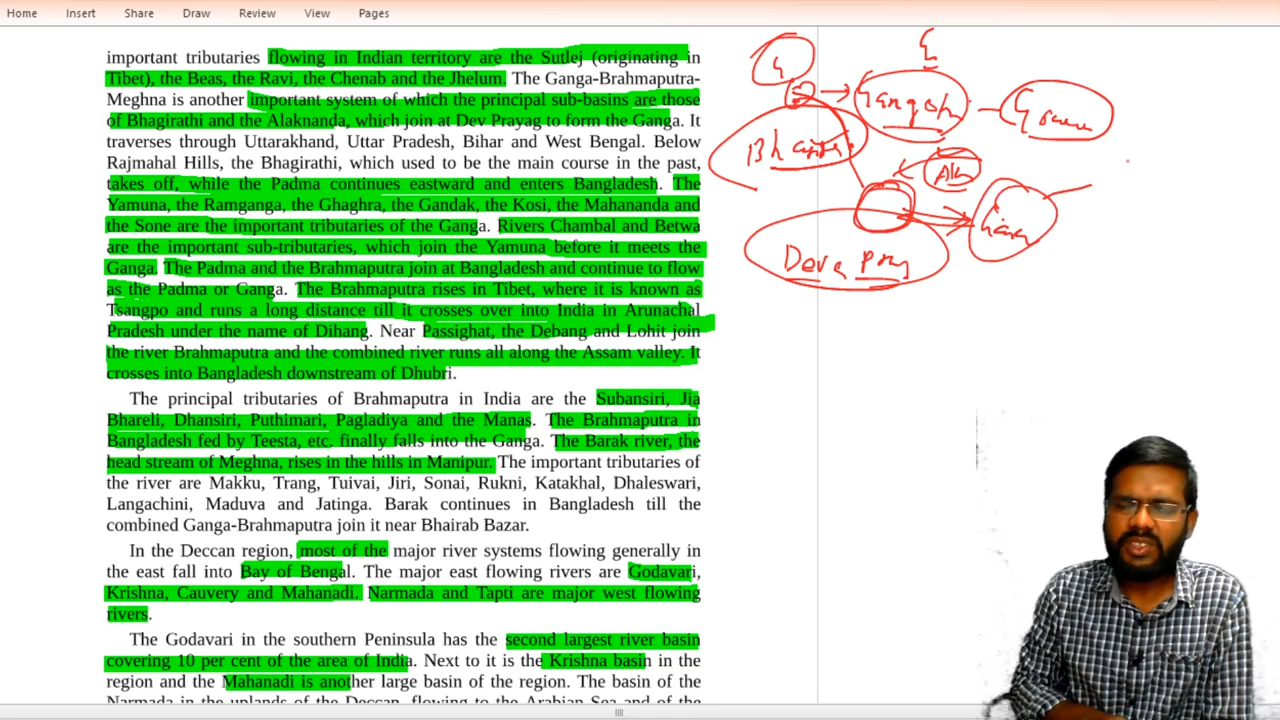 Home Insert Share Draw Review View Pages
important tributaries flowing in Indian territory are the Sutlej (originating in
Tibet), the Beas, the Ravi, the Chenab and the Jhelum. The Ganga-Brahmaputra-
Meghna is another important system of which the principal sub-basins are those
of Bhagirathi and the Alaknanda, which join at Dev Prayag to form the Ganga. It
traverses through Uttarakhand, Uttar Pradesh, Bihar and West Bengal. Below
Rajmahal Hills, the Bhagirathi, which used to be the main course in the past,
takes off, while the Padma continues eastward and enters Bangladesh. The
Yamuna, the Ramganga, the Ghaghra, the Gandak, the Kosi, the Mahananda and
the Sone are the important tributaries of the Ganga. Rivers Chambal and Betwa
are the important sub-tributaries, which join the Yamuna before it meets the
Ganga. The Padma and the Brahmaputra join at Bangladesh and continue to flow
as the Padma or Ganga. The Brahmaputra rises in Tibet, where it is known as
Tsangpo and runs a long distance till it crosses over into India in Arunachal
Pradesh under the name of Dihang. Near Passighat, the Debang and Lohit join
the river Brahmaputra and the combined river runs all along the Assam valley. It
crosses into Bangladesh downstream of Dhubri.
The principal tributaries of Brahmaputra in India are the Subansiri, Jia
Bhareli, Dhansiri, Puthimari, Pagladiya and the Manas. The Brahmaputra in
Bangladesh fed by Teesta, etc. finally falls into the Ganga. The Barak river, the
head stream of Meghna, rises in the hills in Manipur. The important tributaries of
the river are Makku, Trang, Tuivai, Jiri, Sonai, Rukni, Katakhal, Dhaleswari,
Langachini, Maduva and Jatinga. Barak continues in Bangladesh till the
combined Ganga-Brahmaputra join it near Bhairab Bazar.
In the Deccan region, most of the major river systems flowing generally in
the east fall into Bay of Bengal. The major east flowing rivers are Godavari,
Krishna, Cauvery and Mahanadi. Narmada and Tapti are major west flowing
rivers.
The Godavari in the southern Peninsula has the second largest river basin
covering 10 per cent of the area of India. Next to it is the Krishna basin in the
region and the Mahanadi is another large basin of the region. The basin of the
Narmada in the uplands of the Deccan, flowing to the Arabian Sea and of the
G
Alk
Deva Pray